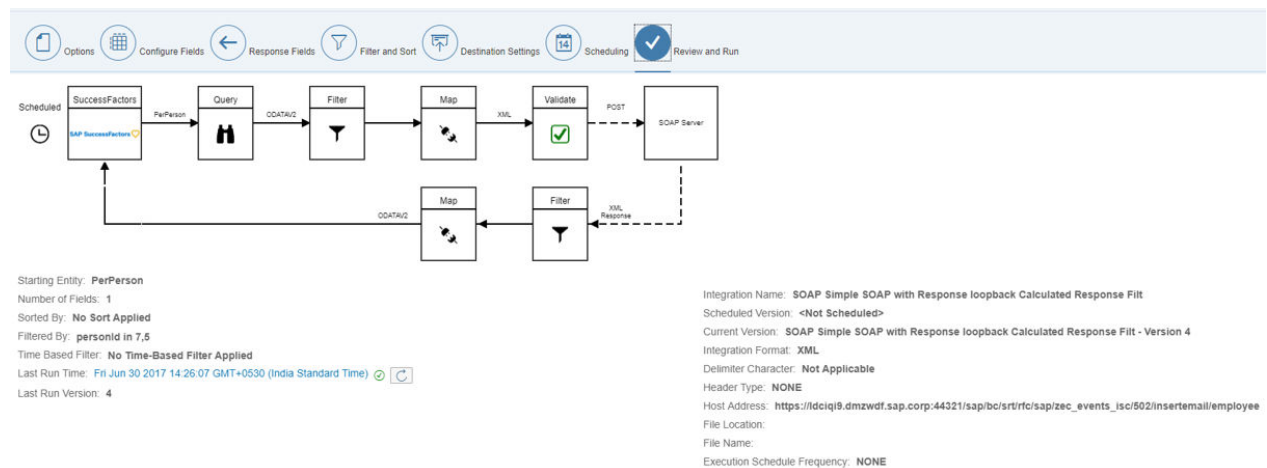 Options
Configure Fields
Response Fields
Filter and Sort
Destination Settings
14
Scheduling
Review and Run
Scheduled
SuccessFactors
SAP SuccessFactors
PerPerson
Query
ODATAV2
Filter
Map
XML
Validate
POST
SOAP Server
ODATAV2
Map
Filter
XML
Response
Starting Entity: PerPerson
Number of Fields: 1
Sorted By: No Sort Applied
Filtered By: personId in 7,5
Time Based Filter: No Time-Based Filter Applied
Last Run Time: Fri Jun 30 2017 14:26:07 GMT+0530 (India Standard Time)
Last Run Version: 4
Integration Name: SOAP Simple SOAP with Response loopback Calculated Response Filt
Scheduled Version: <Not Scheduled>
Current Version: SOAP Simple SOAP with Response loopback Calculated Response Filt - Version 4
Integration Format: XML
Delimiter Character: Not Applicable
Header Type: NONE
Host Address: https://ldciqi9.dmzwdf.sap.corp:44321/sap/bc/srt/rfc/sap/zec_events_isc/502/insertemail/employee
File Location:
File Name:
Execution Schedule Frequency: NONE